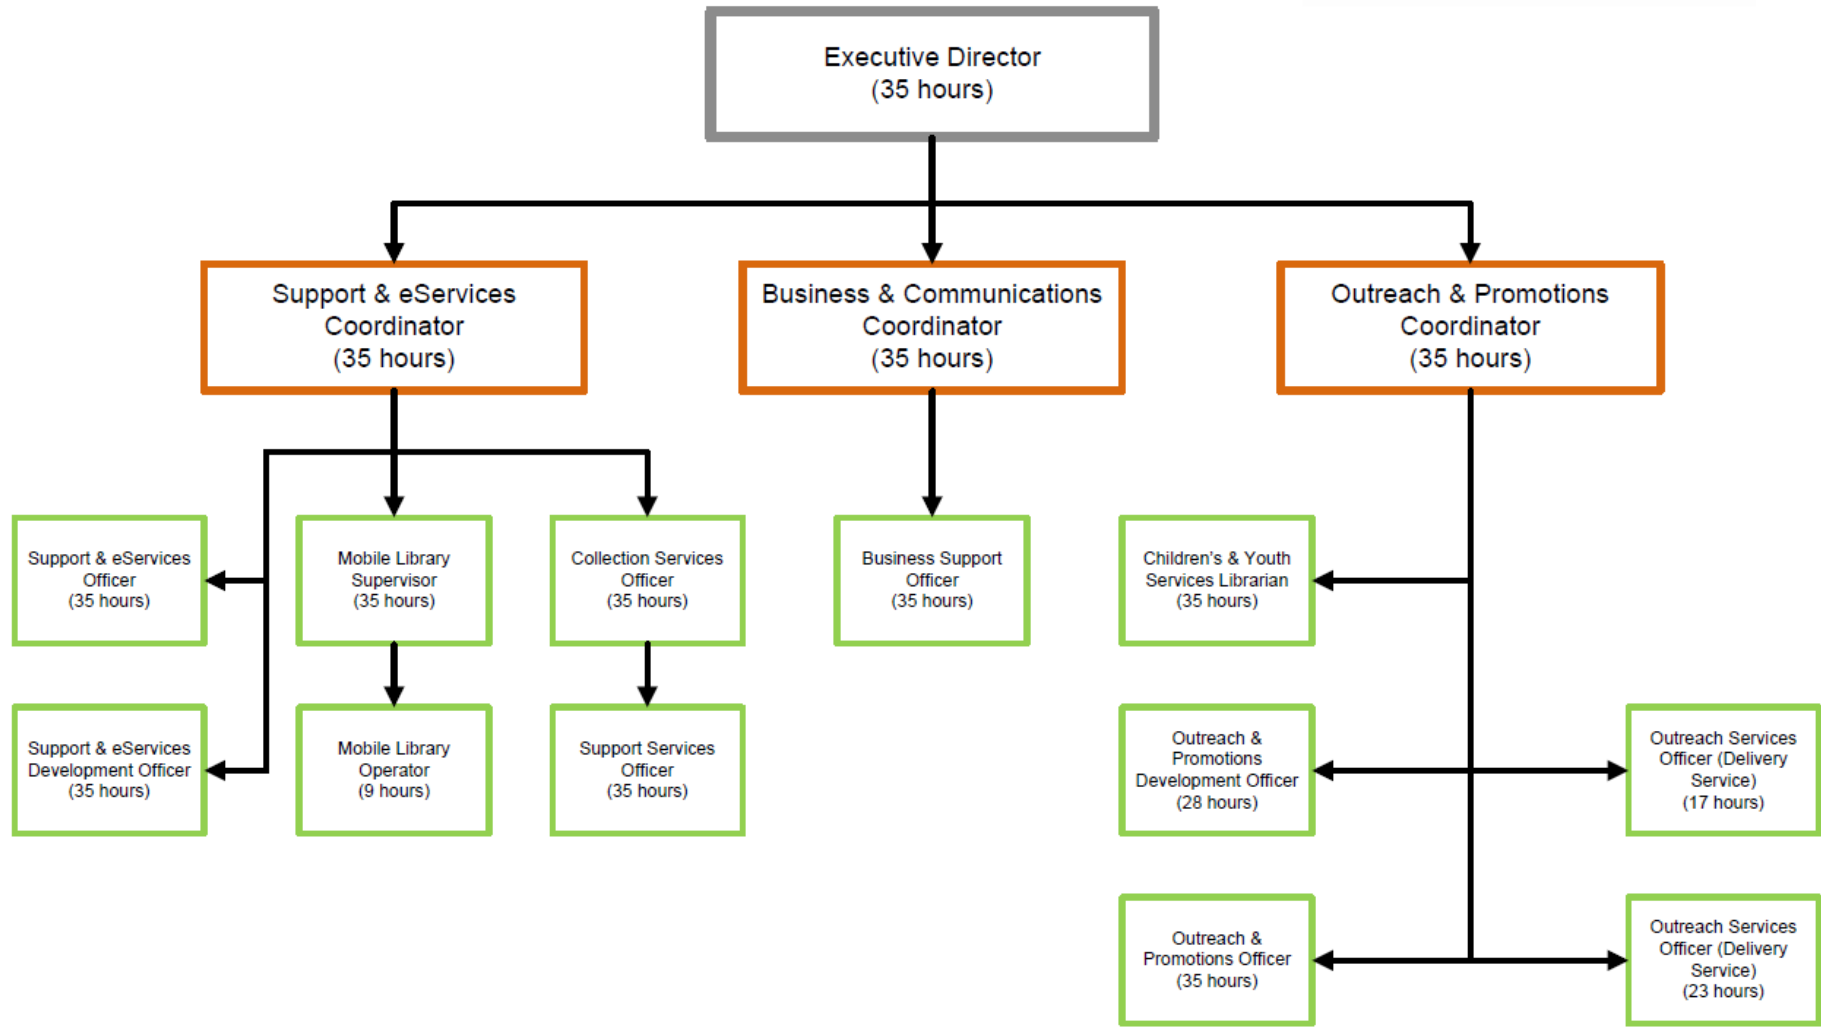 Executive Director
(35 hours)
Support & eServices
Coordinator
(35 hours)
Business & Communications
Coordinator
(35 hours)
Outreach & Promotions
Coordinator
(35 hours)
Support & eServices
Officer
(35 hours)
Mobile Library
Supervisor
(35 hours)
Collection Services
Officer
(35 hours)
Business Support
Officer
(35 hours)
Children's & Youth
Services Librarian
(35 hours)
Support & eServices
Development Officer
(35 hours)
Mobile Library
Operator
(9 hours)
Support Services
Officer
(35 hours)
Outreach &
Promotions
Development Officer
(28 hours)
Outreach Services
Officer (Delivery
Service)
(17 hours)
Outreach &
Promotions Officer
(35 hours)
Outreach Services
Officer (Delivery
Service)
(23 hours)